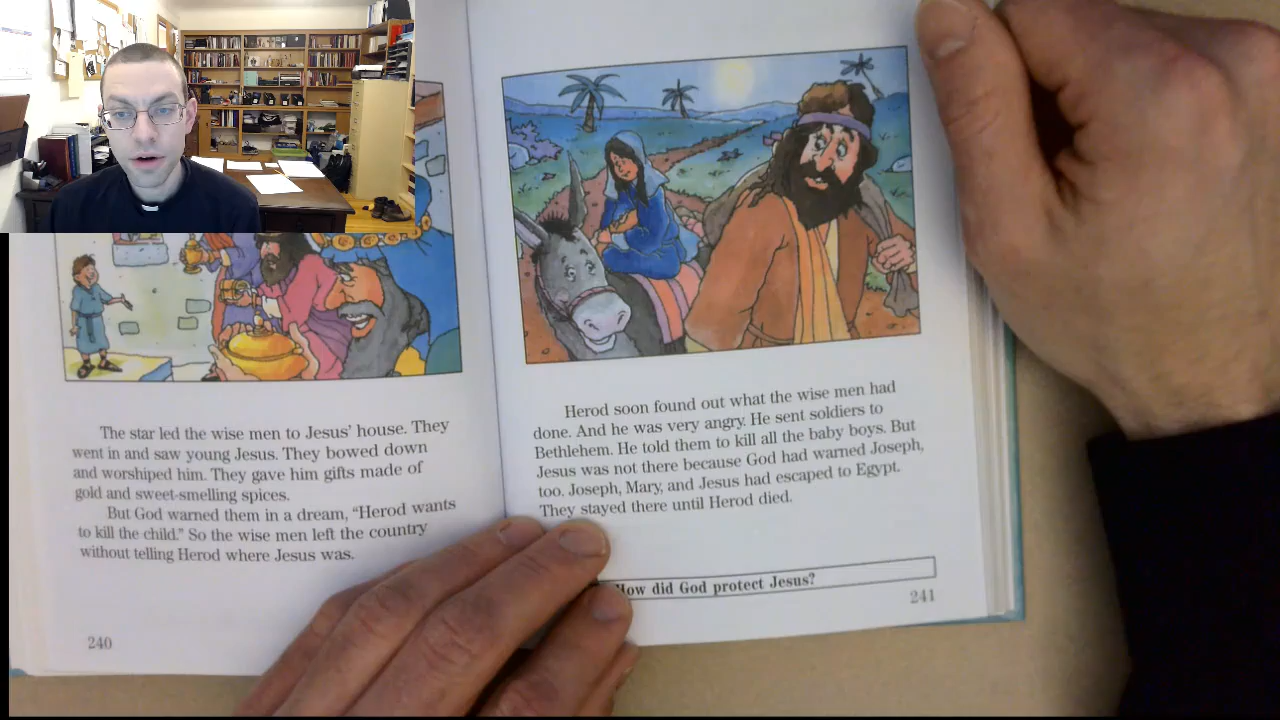 The star led the wise men to Jesus' house. They
went in and saw young Jesus. They bowed down
and worshiped him. They gave him gifts made of
gold and sweet-smelling spices.
But God warned them in a dream, “Herod wants
to kill the child.” So the wise men left the country
without telling Herod where Jesus was.
240
Herod soon found out what the wise men had
done. And he was very angry. He sent soldiers to
Bethlehem. He told them to kill all the baby boys. But
Jesus was not there because God had warned Joseph,
too. Joseph, Mary, and Jesus had escaped to Egypt.
They stayed there until Herod died.
How did God protect Jesus?
241